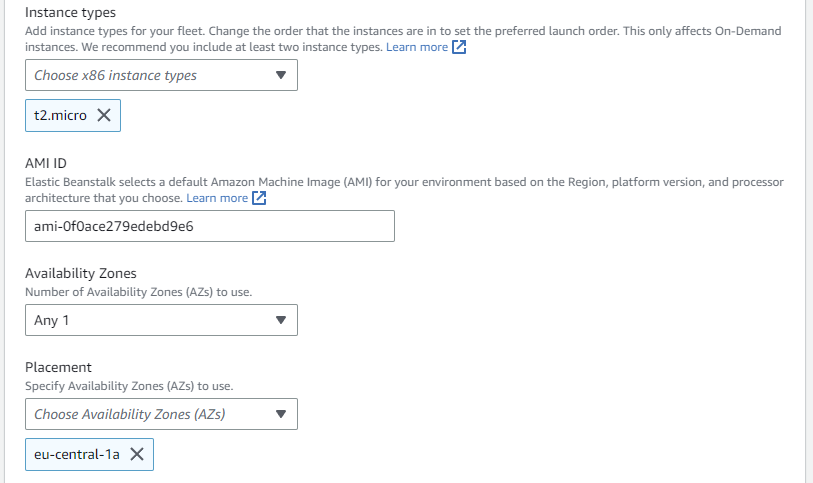 Instance types
Add instance types for your fleet. Change the order that the instances are in to set the preferred launch order. This only affects On-Demand
instances. We recommend you include at least two instance types. Learn more
Choose x86 instance types
t2.micro
AMI ID
Elastic Beanstalk selects a default Amazon Machine Image (AMI) for your environment based on the Region, platform version, and processor
architecture that you choose. Learn more
ami-0f0ace279edebd9e6
Availability Zones
Number of Availability Zones (AZs) to use.
Any 1
Placement
Specify Availability Zones (AZs) to use.
Choose Availability Zones (AZs)
eu-central-1a